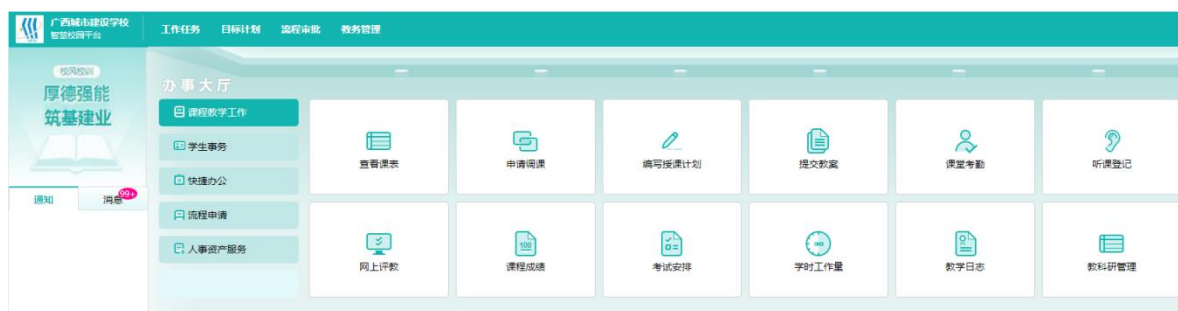 广西城市建设学校
智慧校园平台
工作任务 目标计划 流程审批 教务管理
校风校训
厚德强能
筑基建业
通知 消息 99+
办事大厅
课程教学工作
学生事务
快捷办公
流程申请
人事资产服务
查看课表 申请调课 编写授课计划 提交教案 课堂考勤 听课登记
100
网上评教 课程成绩 考试安排 学时工作量 教学日志 教科研管理